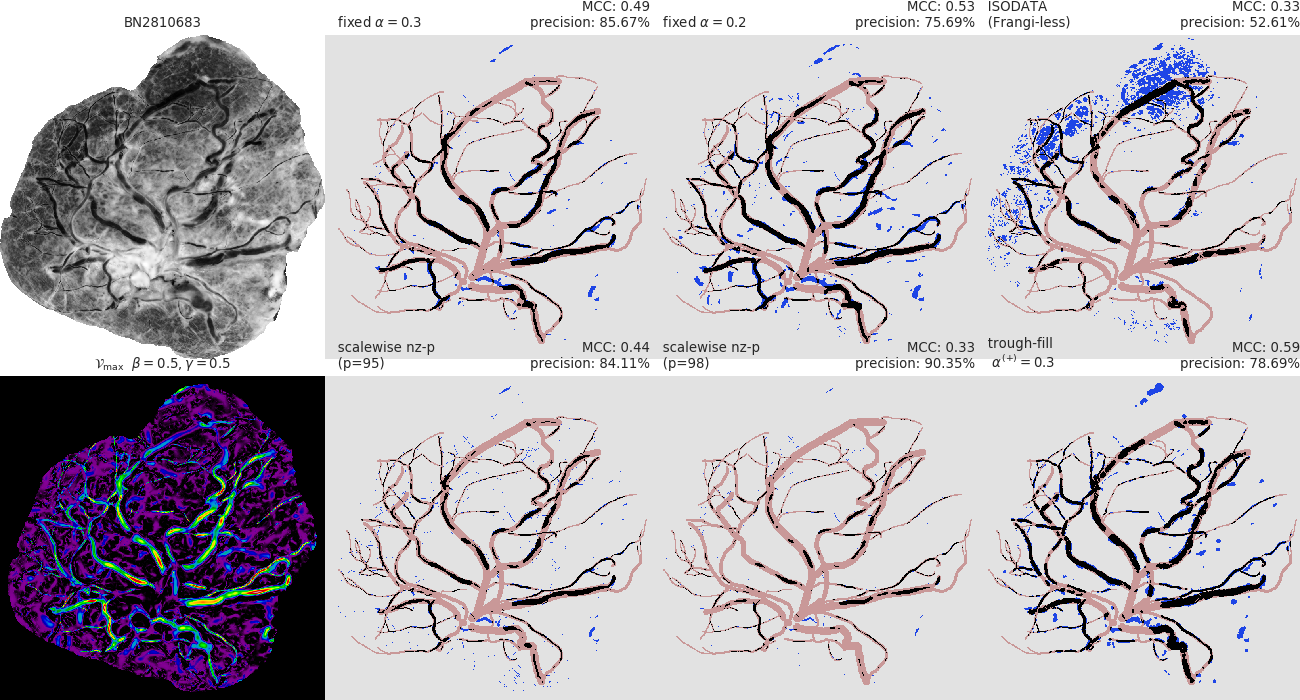 BN2810683
fixed α = 0.3
MCC: 0.49
precision: 85.67%
fixed α = 0.2
MCC: 0.53
precision: 75.69%
ISODATA
(Frangi-less)
MCC: 0.33
precision: 52.61%
𝒱max β = 0.5, γ = 0.5
scalewise nz-p
(p=95)
MCC: 0.44
precision: 84.11%
scalewise nz-p
(p=98)
MCC: 0.33
precision: 90.35%
trough-fill
α(+) = 0.3
MCC: 0.59
precision: 78.69%